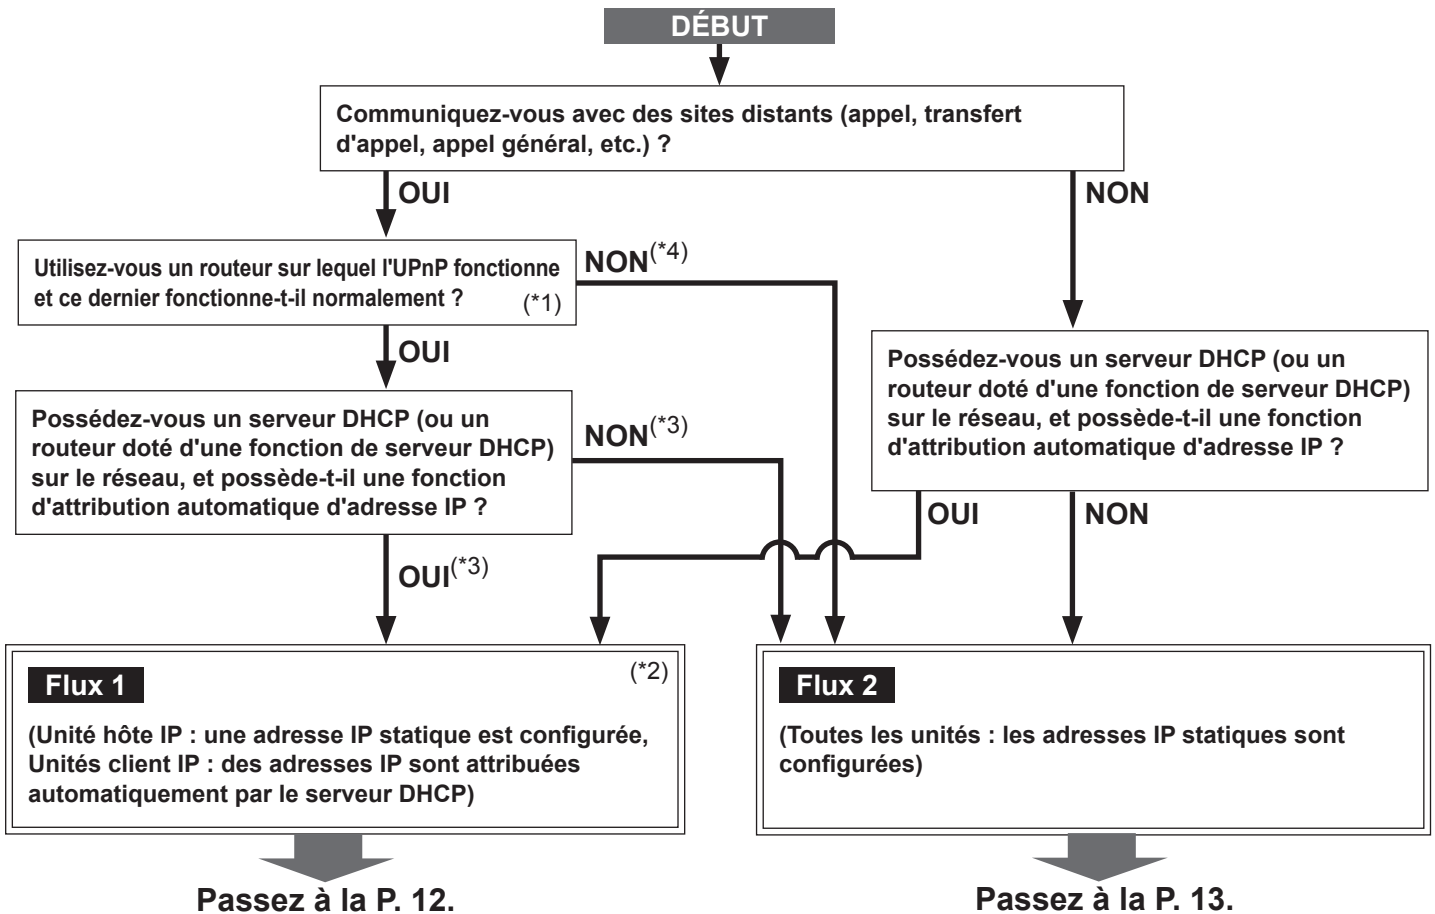 DÉBUT
Communiquez-vous avec des sites distants (appel, transfert
d'appel, appel général, etc.) ?
OUI
NON
Utilisez-vous un routeur sur lequel l'UPnP fonctionne
et ce dernier fonctionne-t-il normalement ?
(*1)
NON(*4)
OUI
Possédez-vous un serveur DHCP (ou un
routeur doté d'une fonction de serveur DHCP)
sur le réseau, et possède-t-il une fonction
d'attribution automatique d'adresse IP ?
Possédez-vous un serveur DHCP (ou un
routeur doté d'une fonction de serveur DHCP)
sur le réseau, et possède-t-il une fonction
d'attribution automatique d'adresse IP ?
NON(*3)
OUI
NON
OUI(*3)
Flux 1
(*2)
(Unité hôte IP : une adresse IP statique est configurée,
Unités client IP : des adresses IP sont attribuées
automatiquement par le serveur DHCP)
Flux 2
(Toutes les unités : les adresses IP statiques sont
configurées)
Passez à la P. 12.
Passez à la P. 13.